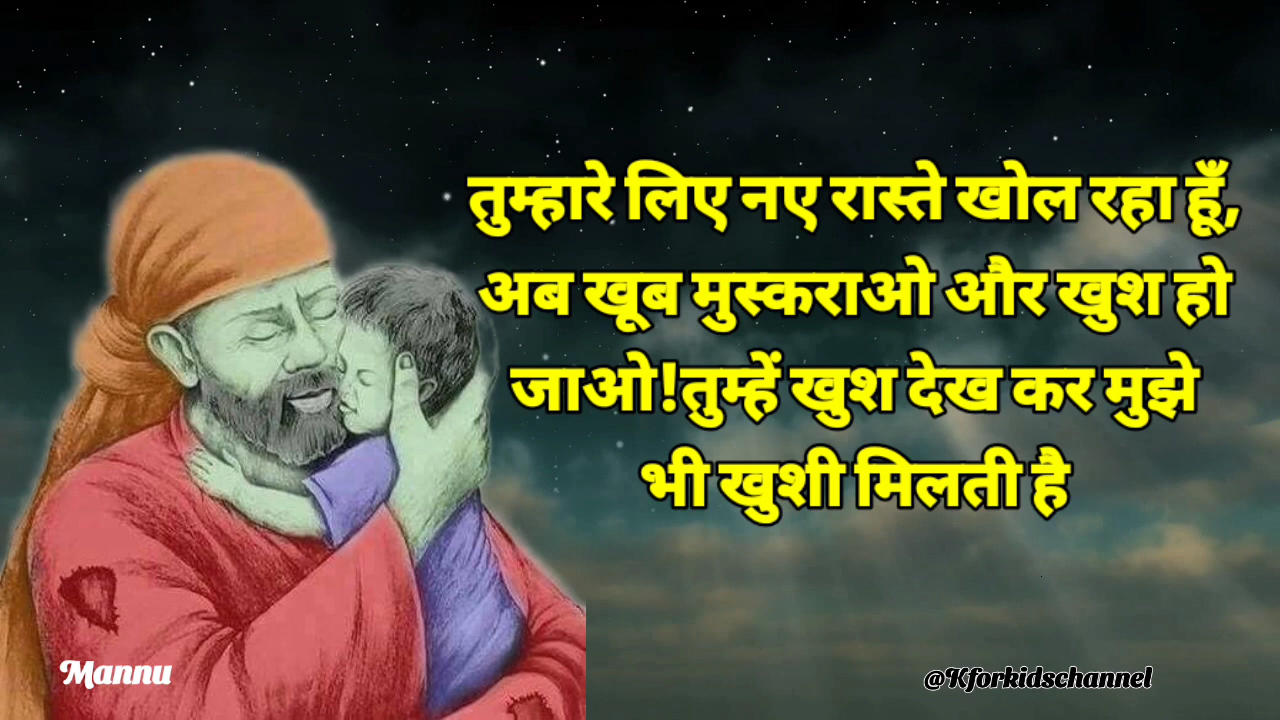 तुम्हारे लिए नए रास्ते खोल रहा हूँ,
अब खूब मुस्कराओ और खुश हो
जाओ!तुम्हें खुश देख कर मुझे
भी खुशी मिलती है
Mannu
@Kforkidschannel